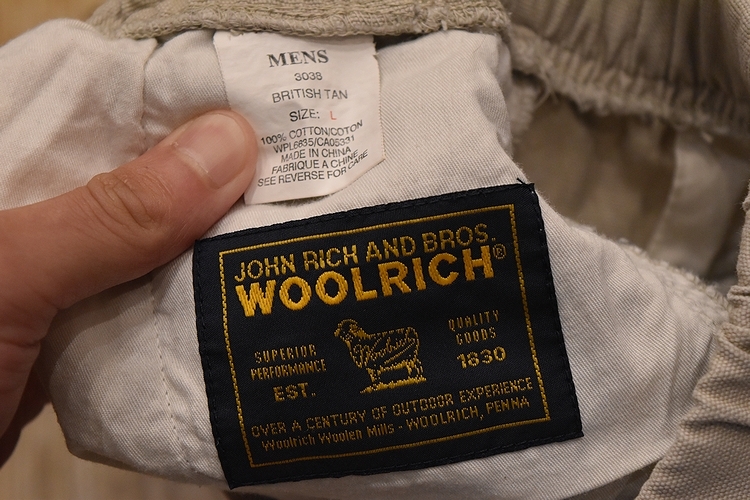 MENS
3038
BRITISH TAN
SIZE: L
100% COTTON/COTON
WPL6635/CA05331
MADE IN CHINA
FABRIQUE A CHINE
SEE REVERSE FOR CARE
JOHN RICH AND BROS.
WOOLRICH®
SUPERIOR
PERFORMANCE
EST.
Woolrich
QUALITY
GOODS
1830
OVER A CENTURY OF OUTDOOR EXPERIENCE
Woolrich Woolen Mills - WOOLRICH, PENNA